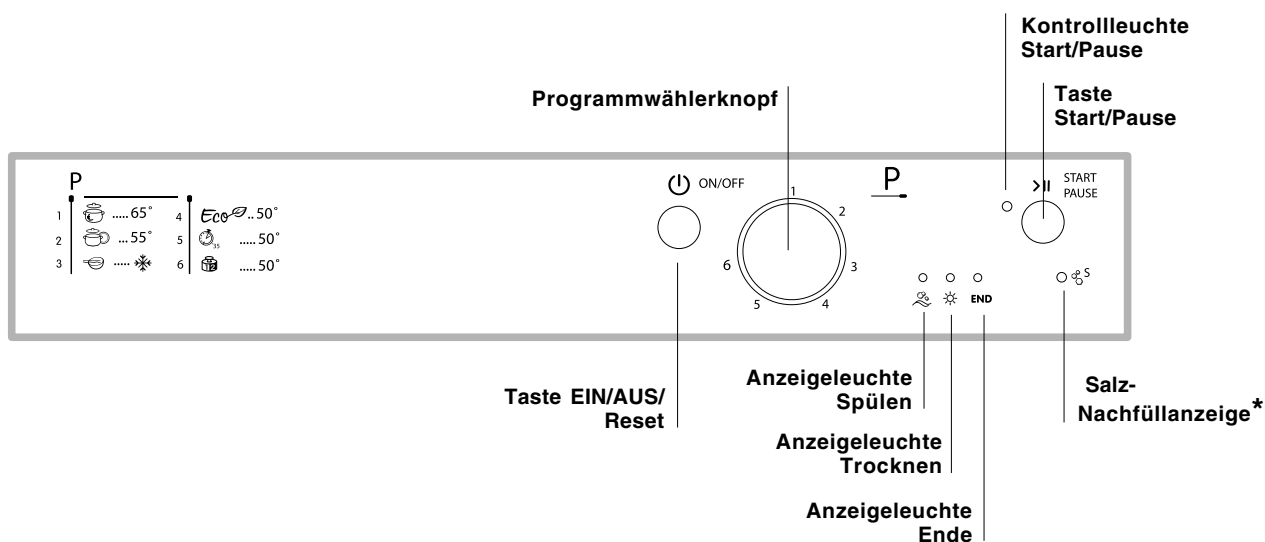 Kontrollleuchte
Start/Pause
Programmwählerknopf
Taste
Start/Pause
P
1 ..... 65°
2 ... 55°
3 .....
4 Eco .. 50°
5 35 ..... 50°
6 2 ..... 50°
ON/OFF
1
2
3
4
5
6
P
START
PAUSE
S
END
Taste EIN/AUS/
Reset
Anzeigeleuchte
Spülen
Anzeigeleuchte
Trocknen
Anzeigeleuchte
Ende
Salz-
Nachfüllanzeige*